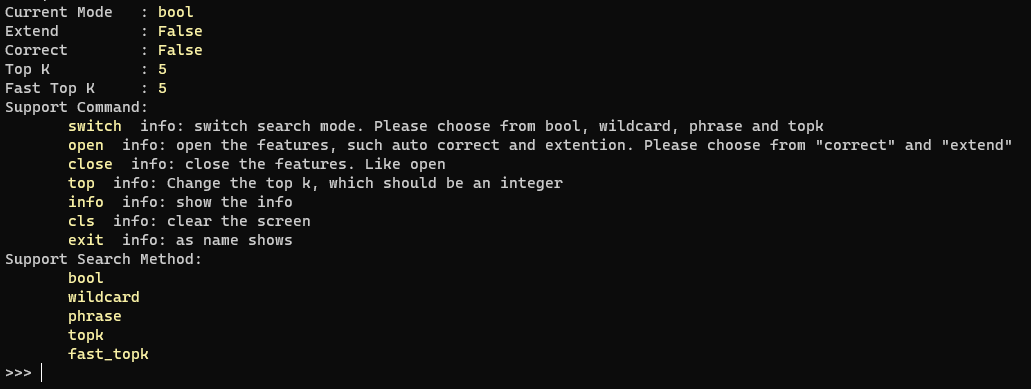 Current Mode   : bool
Extend         : False
Correct        : False
Top K          : 5
Fast Top K     : 5
Support Command:
       switch  info: switch search mode. Please choose from bool, wildcard, phrase and topk
       open  info: open the features, such auto correct and extention. Please choose from "correct" and "extend"
       close  info: close the features. Like open
       top  info: Change the top k, which should be an integer
       info  info: show the info
       cls  info: clear the screen
       exit  info: as name shows
Support Search Method:
       bool
       wildcard
       phrase
       topk
       fast_topk
>>>